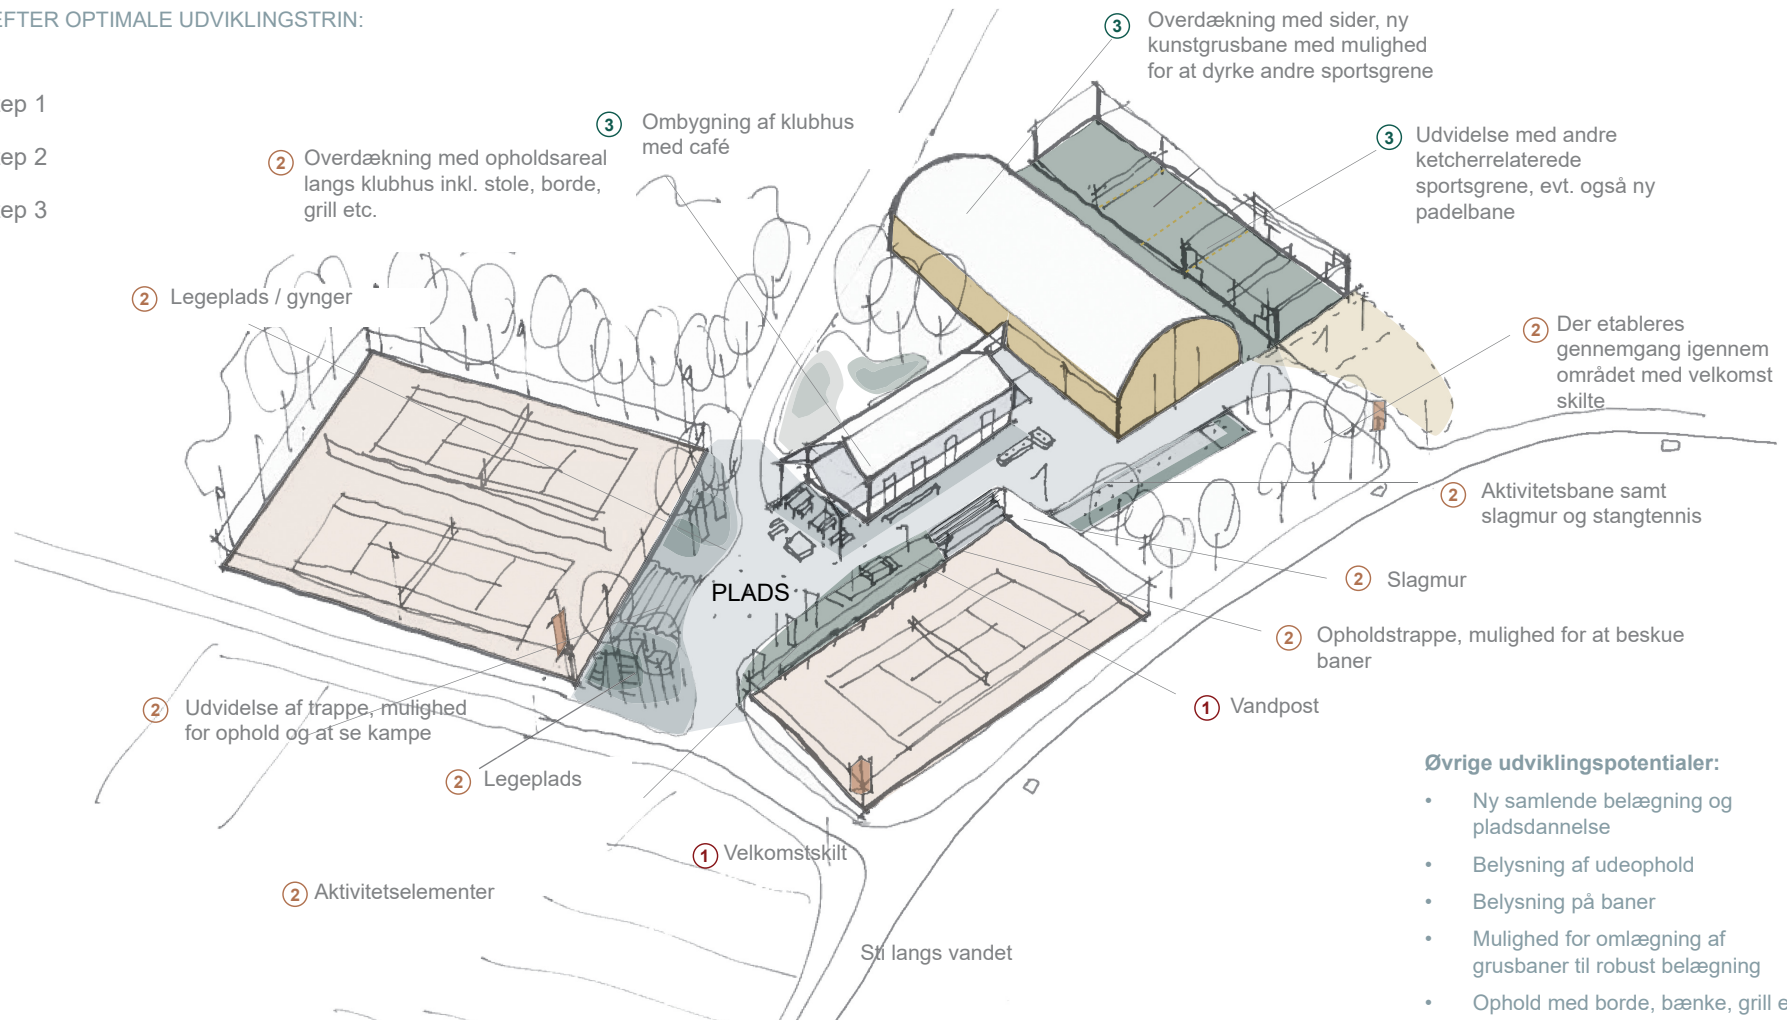 EFTER OPTIMALE UDVIKLINGSTRIN:
ep 1
ep 2
ep 3
3 Overdækning med sider, ny
kunstgrusbane med mulighed
for at dyrke andre sportsgrene
3 Ombygning af klubhus
med café
3 Udvidelse med andre
ketcherrelaterede
sportsgrene, evt. også ny
padelbane
2 Overdækning med opholdsareal
langs klubhus inkl. stole, borde,
grill etc.
2 Legeplads / gynger
2 Der etableres
gennemgang igennem
området med velkomst
skilte
2 Aktivitetsbane samt
slagmur og stangtennis
2 Slagmur
PLADS
2 Opholdstrappe, mulighed for at beskue
baner
1 Vandpost
2 Udvidelse af trappe, mulighed
for ophold og at se kampe
2 Legeplads
1 Velkomstskilt
2 Aktivitetselementer
Sti langs vandet
Øvrige udviklingspotentialer:
• Ny samlende belægning og
pladsdannelse
• Belysning af udeophold
• Belysning på baner
• Mulighed for omlægning af
grusbaner til robust belægning
• Ophold med borde, bænke, grill e